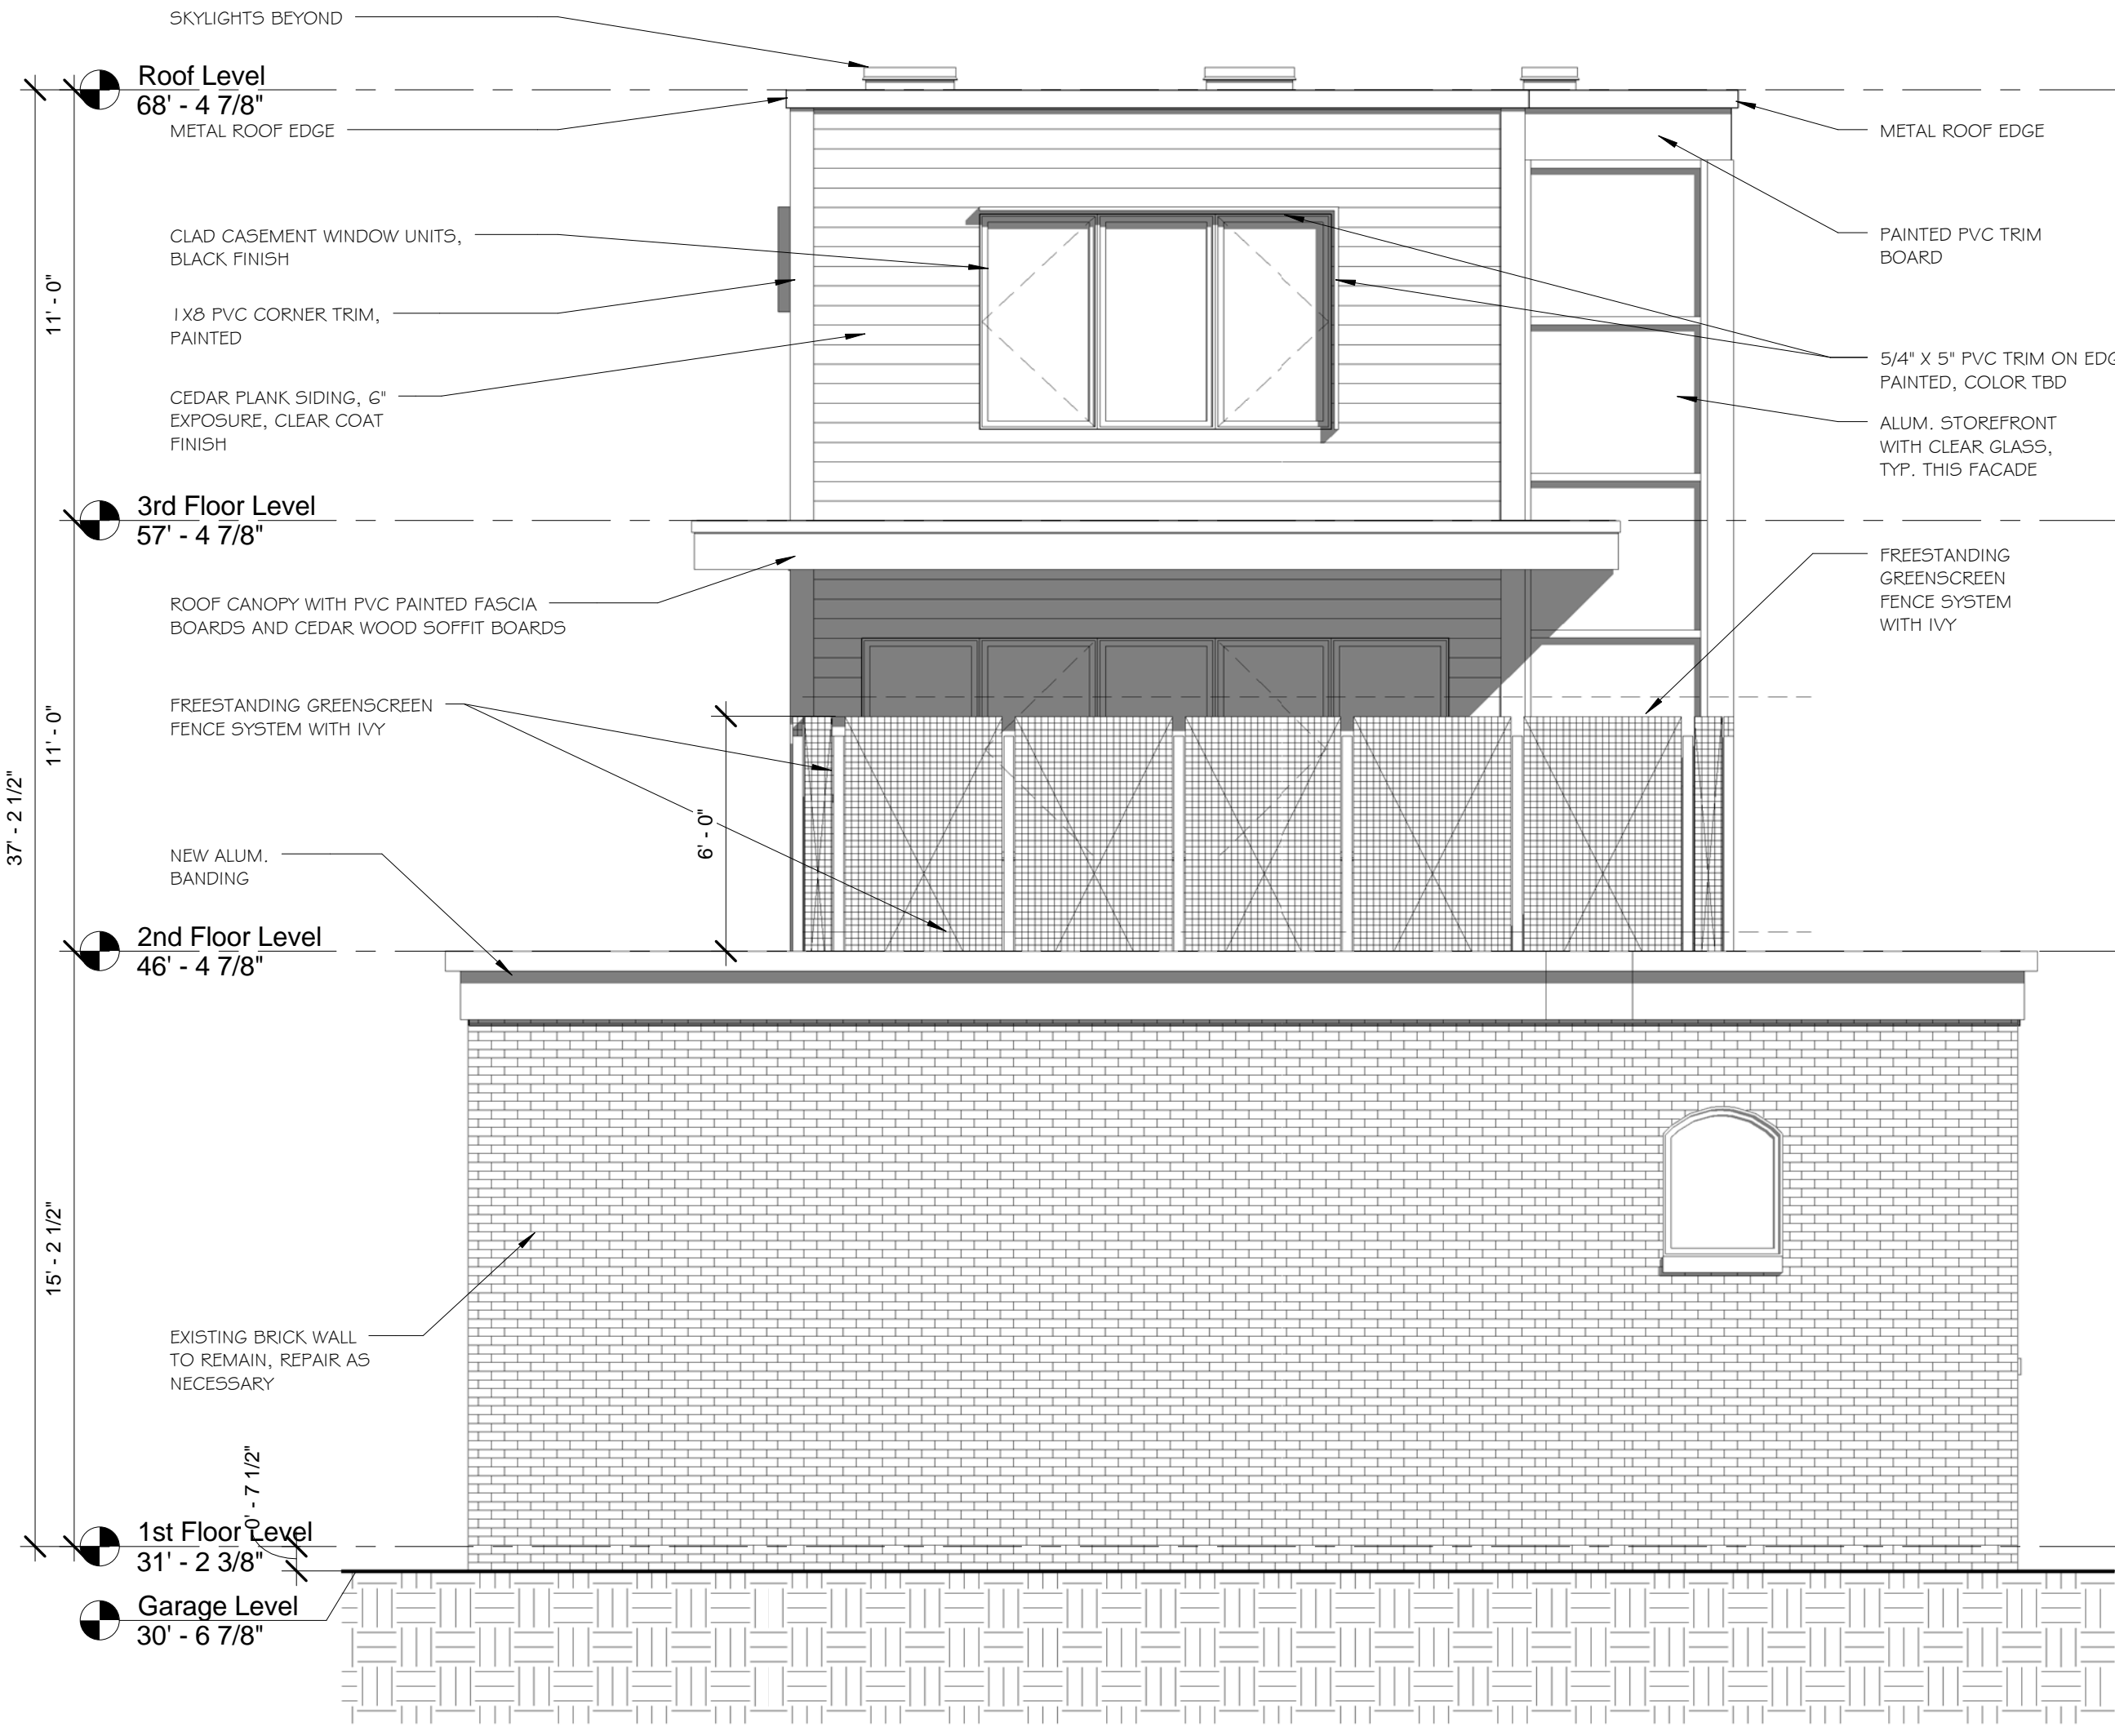 SKYLIGHTS BEYOND
Roof Level
68' - 4 7/8"
METAL ROOF EDGE
METAL ROOF EDGE
CLAD CASEMENT WINDOW UNITS,
BLACK FINISH
PAINTED PVC TRIM
BOARD
11' - 0"
1X8 PVC CORNER TRIM,
PAINTED
5/4" X 5" PVC TRIM ON
PAINTED, COLOR TBD
CEDAR PLANK SIDING, 6"
EXPOSURE, CLEAR COAT
FINISH
ALUM. STOREFRONT
WITH CLEAR GLASS,
TYP. THIS FACADE
3rd Floor Level
57' - 4 7/8"
FREESTANDING
GREENSCREEN
FENCE SYSTEM
WITH IVY
ROOF CANOPY WITH PVC PAINTED FASCIA
BOARDS AND CEDAR WOOD SOFFIT BOARDS
FREESTANDING GREENSCREEN
FENCE SYSTEM WITH IVY
11' - 0"
37' - 2 1/2"
6' - 0"
NEW ALUM.
BANDING
2nd Floor Level
46' - 4 7/8"
15' - 2 1/2"
EXISTING BRICK WALL
TO REMAIN, REPAIR AS
NECESSARY
0' - 7 1/2"
1st Floor Level
31' - 2 3/8"
Garage Level
30' - 6 7/8"